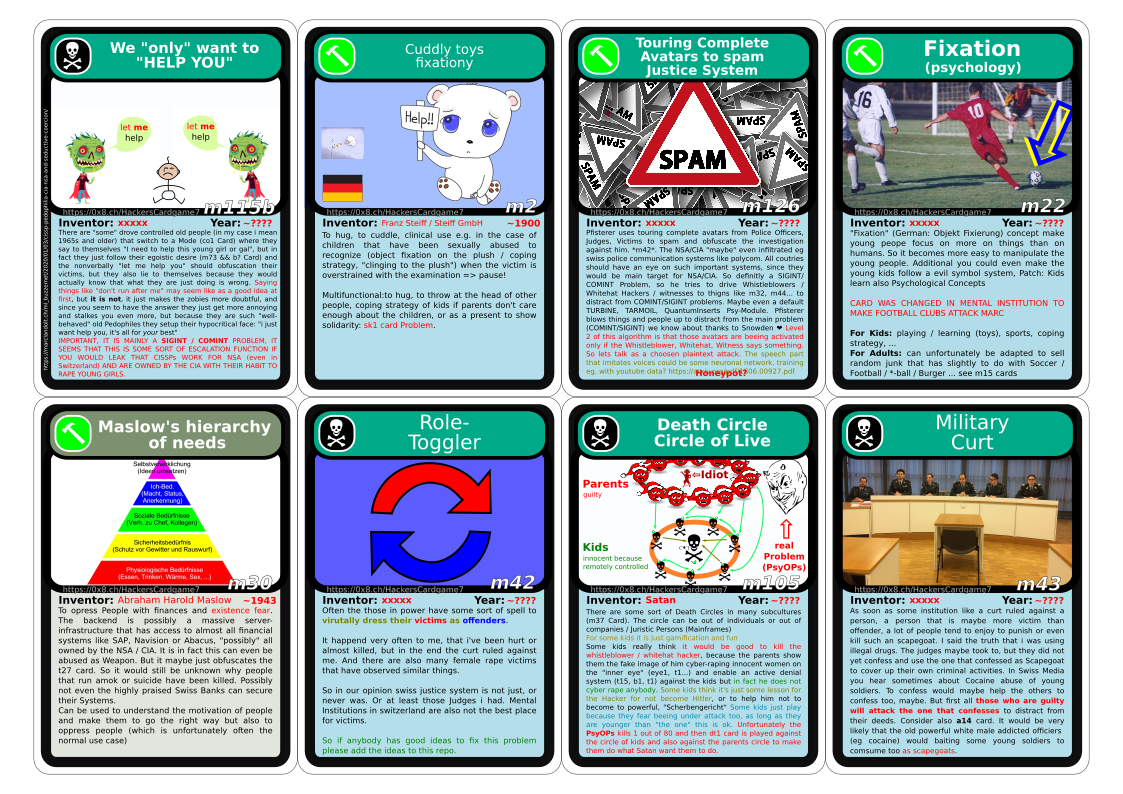 We "only" want to
"HELP YOU"
let me
help
let me
help
m115b
https://0x8.ch/HackersCardgame7
Inventor: xxxxx Year: ~????
There are "some" drove controlled old people (in my case i mean
1965s and older) that switch to a Mode (co1 Card) where they
say to themselves "I need to help this young girl or gal", but in
fact they just follow their egoistic desire (m73 && b? Card) and
the nonverbally "let me help you" should obfuscation their
victims, but they also lie to themselves because they would
actually know that what they are just doing is wrong. Saying
things like "don't run after me" may seem like as a good idea at
first, but it is not, it just makes the zobies more doubtful, and
since you seem to have the answer they just get more annoying
and stalkes you even more, but because they are such "well-
behaved" old Pedophiles they setup their hypocritical face: "i just
want help you, it's all for your best"
IMPORTANT, IT IS MAINLY A SIGINT / COMINT PROBLEM, IT
SEEMS THAT THIS IS SOME SORT OF ESCALATION FUNCTION IF
YOU WOULD LEAK THAT CISSPs WORK FOR NSA (even in
Switzerland) AND ARE OWNED BY THE CIA WITH THEIR HABIT TO
RAPE YOUNG GIRLS.
Cuddly toys
fixationy
Help!!
m2
https://0x8.ch/HackersCardgame7
Inventor: Franz Steiff / Steiff GmbH ~1900
To hug, to cuddle, clinical use e.g. in the case of
children that have been sexually abused to
recognize (object fixation on the plush / coping
strategy, "clinging to the plush") when the victim is
overstrained with the examination => pause!
Multifunctional:to hug, to throw at the head of other
people, coping strategy of kids if parents don't care
enough about the children, or as a present to show
solidarity: sk1 card Problem.
Touring Complete
Avatars to spam
Justice System
SPAM
m126
https://0x8.ch/HackersCardgame7
Inventor: xxxxx Year: ~????
Pfisterer uses touring complete avatars from Police Officers,
Judges, Victims to spam and obfuscate the investigation
against him. *m42*. The NSA/CIA "maybe" even infiltrated eg
swiss police communication systems like polycom. All coutries
should have an eye on such important systems, since they
would be main target for NSA/CIA. So definitly a SIGINT/
COMINT Problem, so he tries to drive Whistleblowers /
Whitehat Hackers / witnesses to thigns like m32, m44... to
distract from COMINT/SIGINT problems. Maybe even a default
TURBINE, TARMOIL, QuantumInserts Psy-Module. Pfisterer
blows things and people up to distract from the main problem
(COMINT/SIGINT) we know about thanks to Snowden ❤ Level
2 of this algorithm is that those avatars are beeing activated
only if the Whistleblower, Whitehat, Witness says something.
So lets talk as a choosen plaintext attack. The speech part
that imitates voices could be some neuronal network, training
eg. with youtube data?
Honeypot?
Fixation
(psychology)
16
10
m22
https://0x8.ch/HackersCardgame7
Inventor: xxxxx Year: ~????
"Fixation" (German: Objekt Fixierung) concept make
young peope focus on more on things than on
humans. So it becomes more easy to manipulate the
young people. Additional you could even make the
young kids follow a evil symbol system, Patch: Kids
learn also Psychological Concepts
CARD WAS CHANGED IN MENTAL INSTITUTION TO
MAKE FOOTBALL CLUBS ATTACK MARC
For Kids: playing / learning (toys), sports, coping
strategy, ...
For Adults: can unfortunately be adapted to sell
random junk that has slightly to do with Soccer /
Football / *-ball / Burger ... see m15 cards
Maslow's hierarchy
of needs
Selbstverwirklichung
(Ideen umsetzen)
Ich-Bed.
(Macht, Status,
Anerkennung)
Soziale Bedürfnisse
(Verh. zu Chef, Kollegen)
Sicherheitsbedürfnis
(Schutz vor Gewitter und Rauswurf)
Physiologische Bedürfnisse
(Essen, Trinken, Wärme, Sex, ...)
m30
https://0x8.ch/HackersCardgame7
Inventor: Abraham Harold Maslow ~1943
To opress People with finances and existence fear.
The backend is possibly a massive server-
infrastructure that has access to almost all financial
systems like SAP, Navision or Abacus, "possibly" all
owned by the NSA / CIA. It is in fact this can even be
abused as Weapon. But it maybe just obfuscates the
t27 card. So it would still be unknown why people
that run amok or suicide have been killed. Possibly
not even the highly praised Swiss Banks can secure
their Systems.
Can be used to understand the motivation of people
and make them to go the right way but also to
oppress people (which is unfortunately often the
normal use case)
Role-
Toggler
m42
https://0x8.ch/HackersCardgame7
Inventor: xxxxx Year: ~????
Often those in power have some sort of spell to
virutally dress their victims as offenders.
It happend very often to me, that i've been hurt or
almost killed, but in the end the curt ruled against
me. And there are also many female rape victims
that have observed similar things.
So in our opinion swiss justice system is not just, or
never was. Or at least those Judges i had. Mental
Institutions in switzerland are also not the best place
for victims.
So if anybody has good ideas to fix this problem
please add the ideas to this repo.
Death Circle
Circle of Live
Parents
guilty
⇐Idiot
Kids
innocent because
remotely controlled
real
Problem
(PsyOPs)
m105
https://0x8.ch/HackersCardgame7
Inventor: Satan Year: ~????
There are some sort of Death Circles in many subcultures
(m37 Card). The circle can be out of individuals or out of
companies / Juristic Persons (Mainframes)
For some kids it is just gamification and fun
Some kids really think it would be good to kill the
whistleblower / whitehat hacker, because the parents show
them the fake image of him cyber-raping innocent women on
the "inner eye" (eye1, t1...) and enable an active denial
system (t15, b1, t1) against the kids but in fact he does not
cyber rape anybody. Some kids think it's just some lesson for
the Hacker for not become Hitler, or to help him not to
become to powerful, "Scherbengericht" Some kids just play
because they frar beeing under attack too, as long as they
are younger than "the one" this is ok. Unfortunately the
PsyOPs kills 1 out of 80 and then dt1 card is played against
the circle of kids and also against the parents circle to make
them do what Satan want them to do.
Military
Curt
m43
https://0x8.ch/HackersCardgame7
Inventor: xxxxx Year: ~????
As soon as some institution like a curt ruled against a
person, a person that is maybe more victim than
offender, a lot of people tend to enjoy to punish or even
kill such an scapegoat. I said the truth that i was using
illegal drugs. The judges maybe took to, but they did not
yet confess and use the one that confessed as Scapegoat
to cover up their own criminal activities. In Swiss Media
you hear sometimes about Cocaine abuse of young
soldiers. To confess would maybe help the others to
confess too, maybe. But first all those who are guilty
will attack the one that confesses to distract from
their deeds. Consider also a14 card. It would be very
likely that the old powerful white male addicted officiers
(eg cocaine) would baiting some young soldiers to
comsume too as scapegoats.